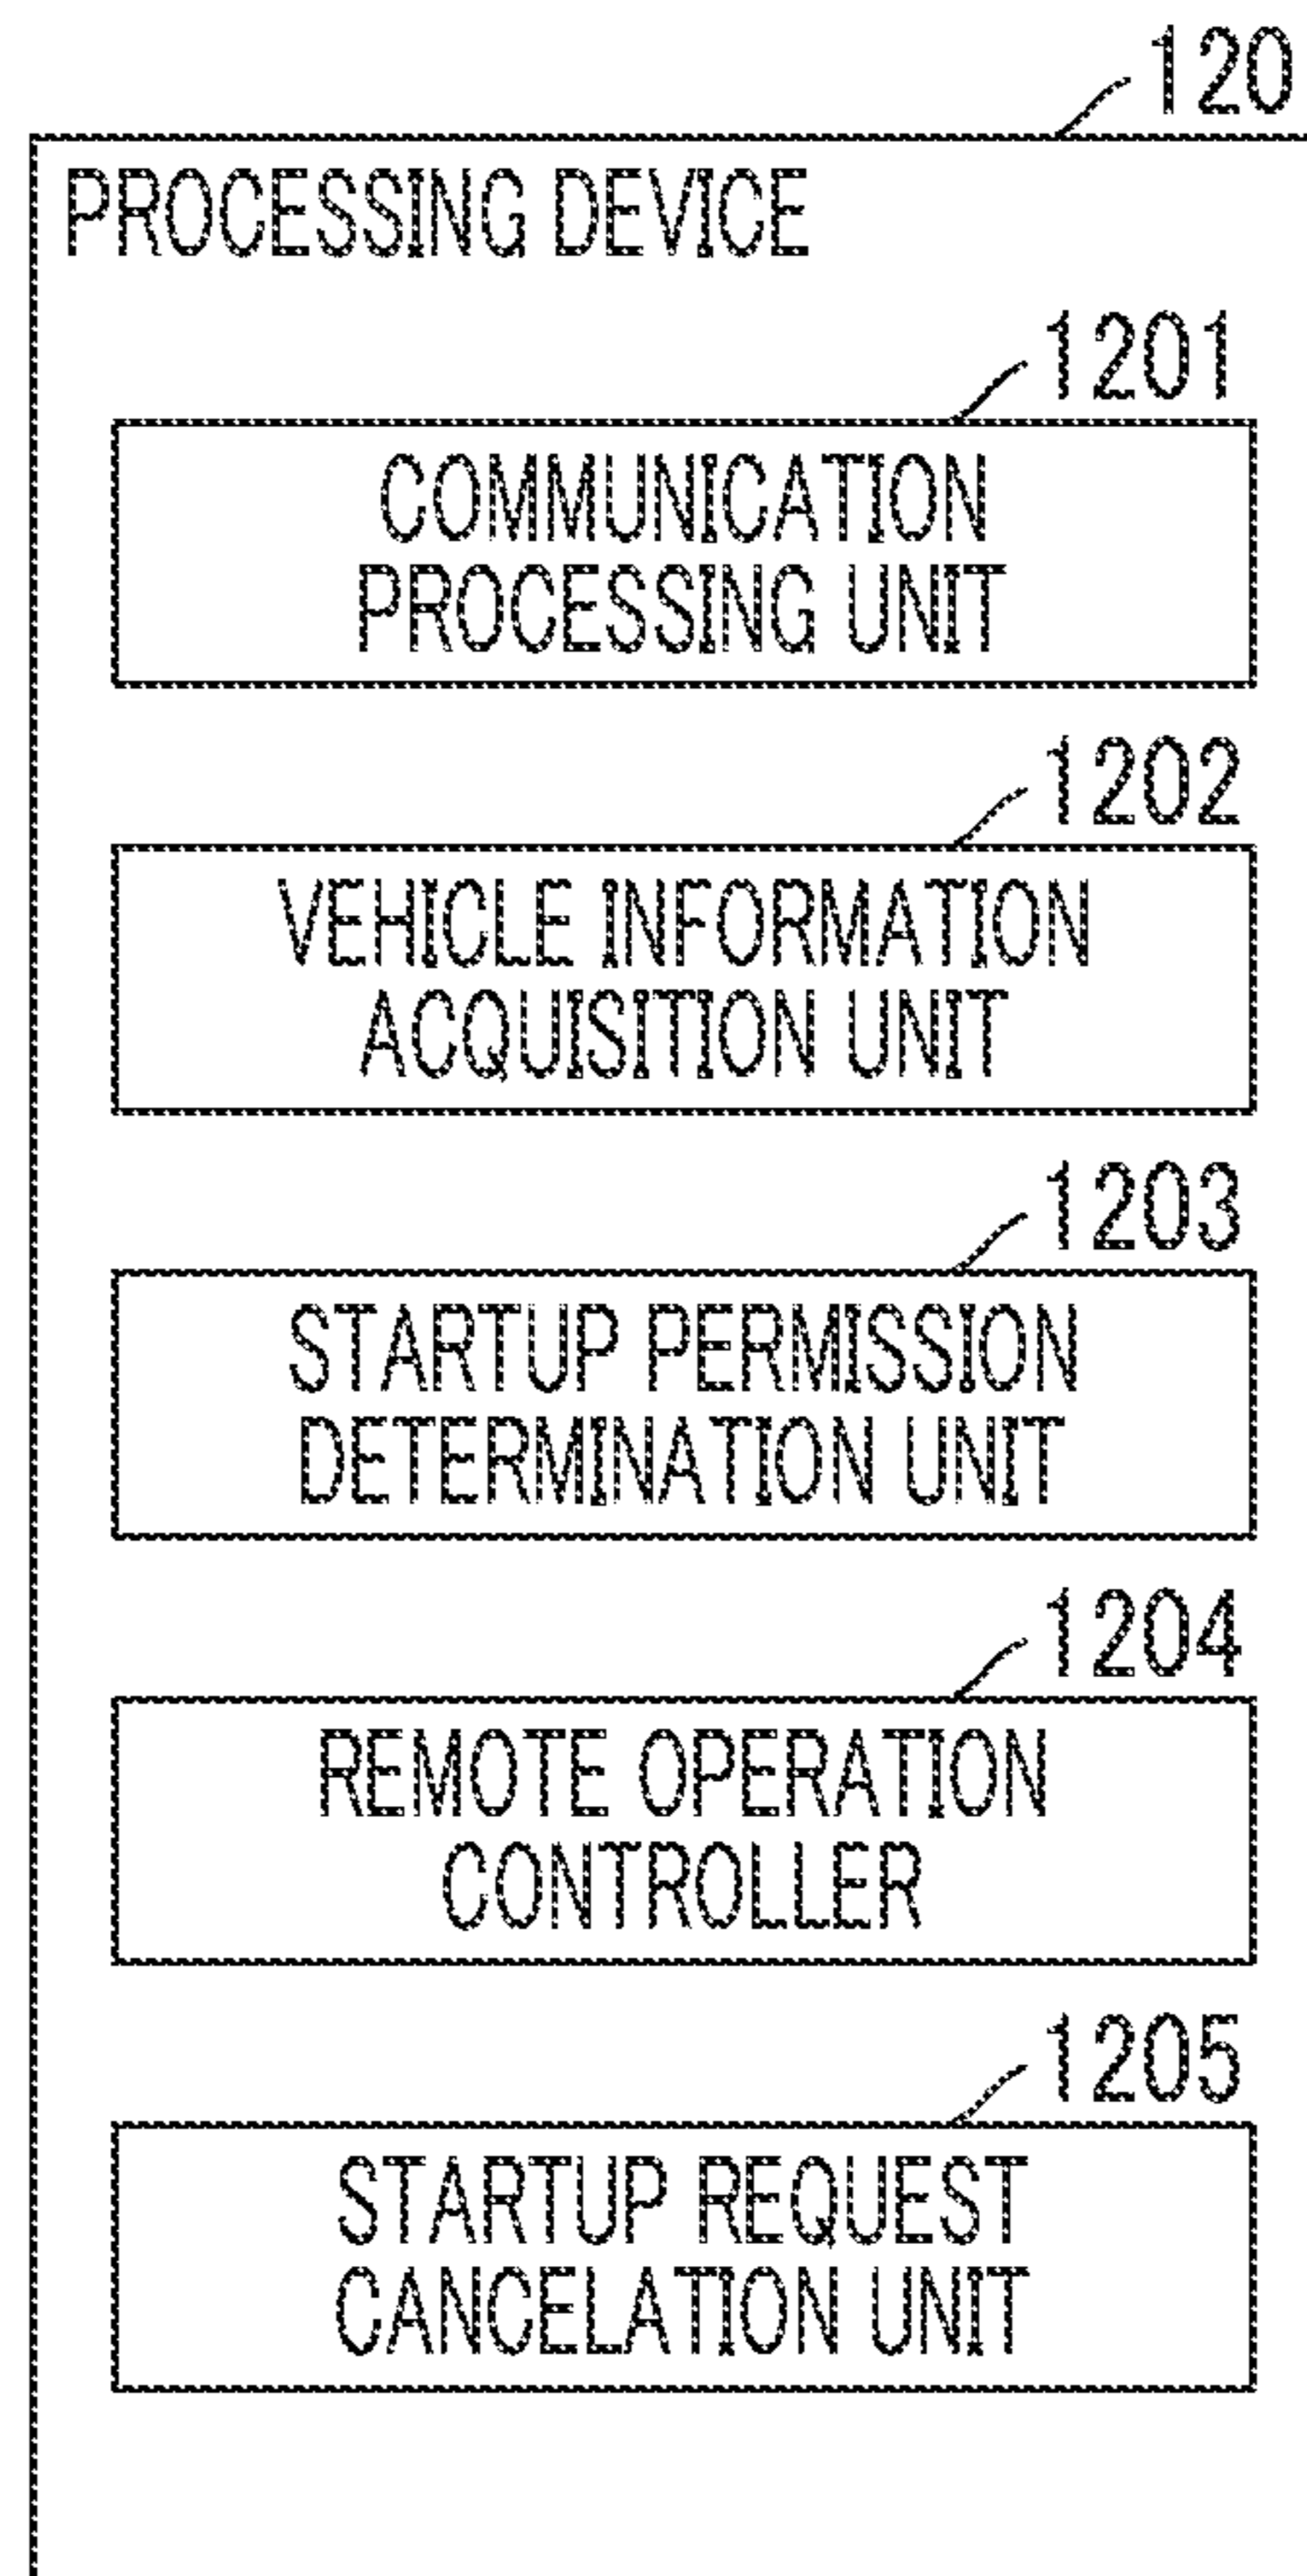 120
PROCESSING DEVICE
1201
COMMUNICATION
PROCESSING UNIT
1202
VEHICLE INFORMATION
ACQUISITION UNIT
1203
STARTUP PERMISSION
DETERMINATION UNIT
1204
REMOTE OPERATION
CONTROLLER
1205
STARTUP REQUEST
CANCELATION UNIT